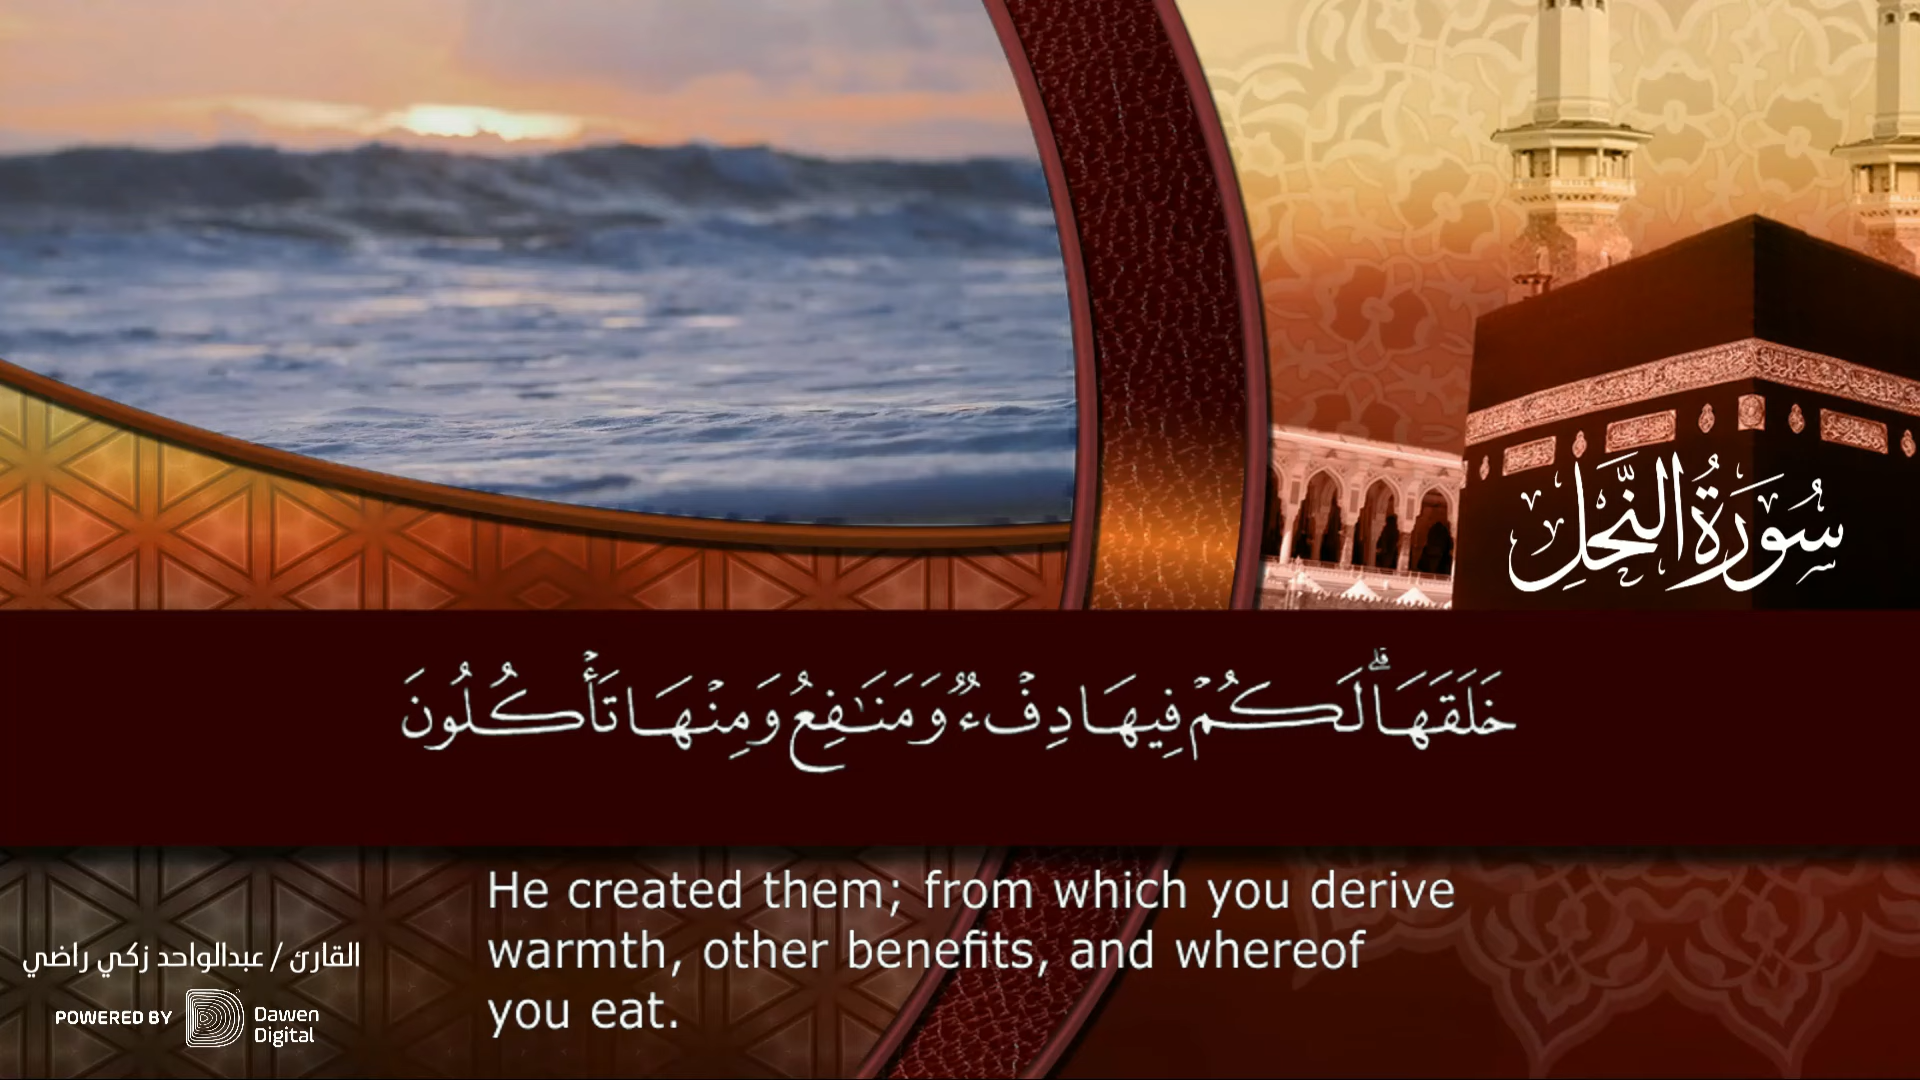 سُورَةُ النَّحْلِ
خَلَقَهَاۗ لَكُمْ فِيهَا دِفْءٌ وَمَنَٰفِعُ وَمِنْهَا تَأْكُلُونَ
He created them; from which you derive
warmth, other benefits, and whereof
you eat.
القارئ / عبدالواحد زكي راضي
POWERED BY Dawen
Digital